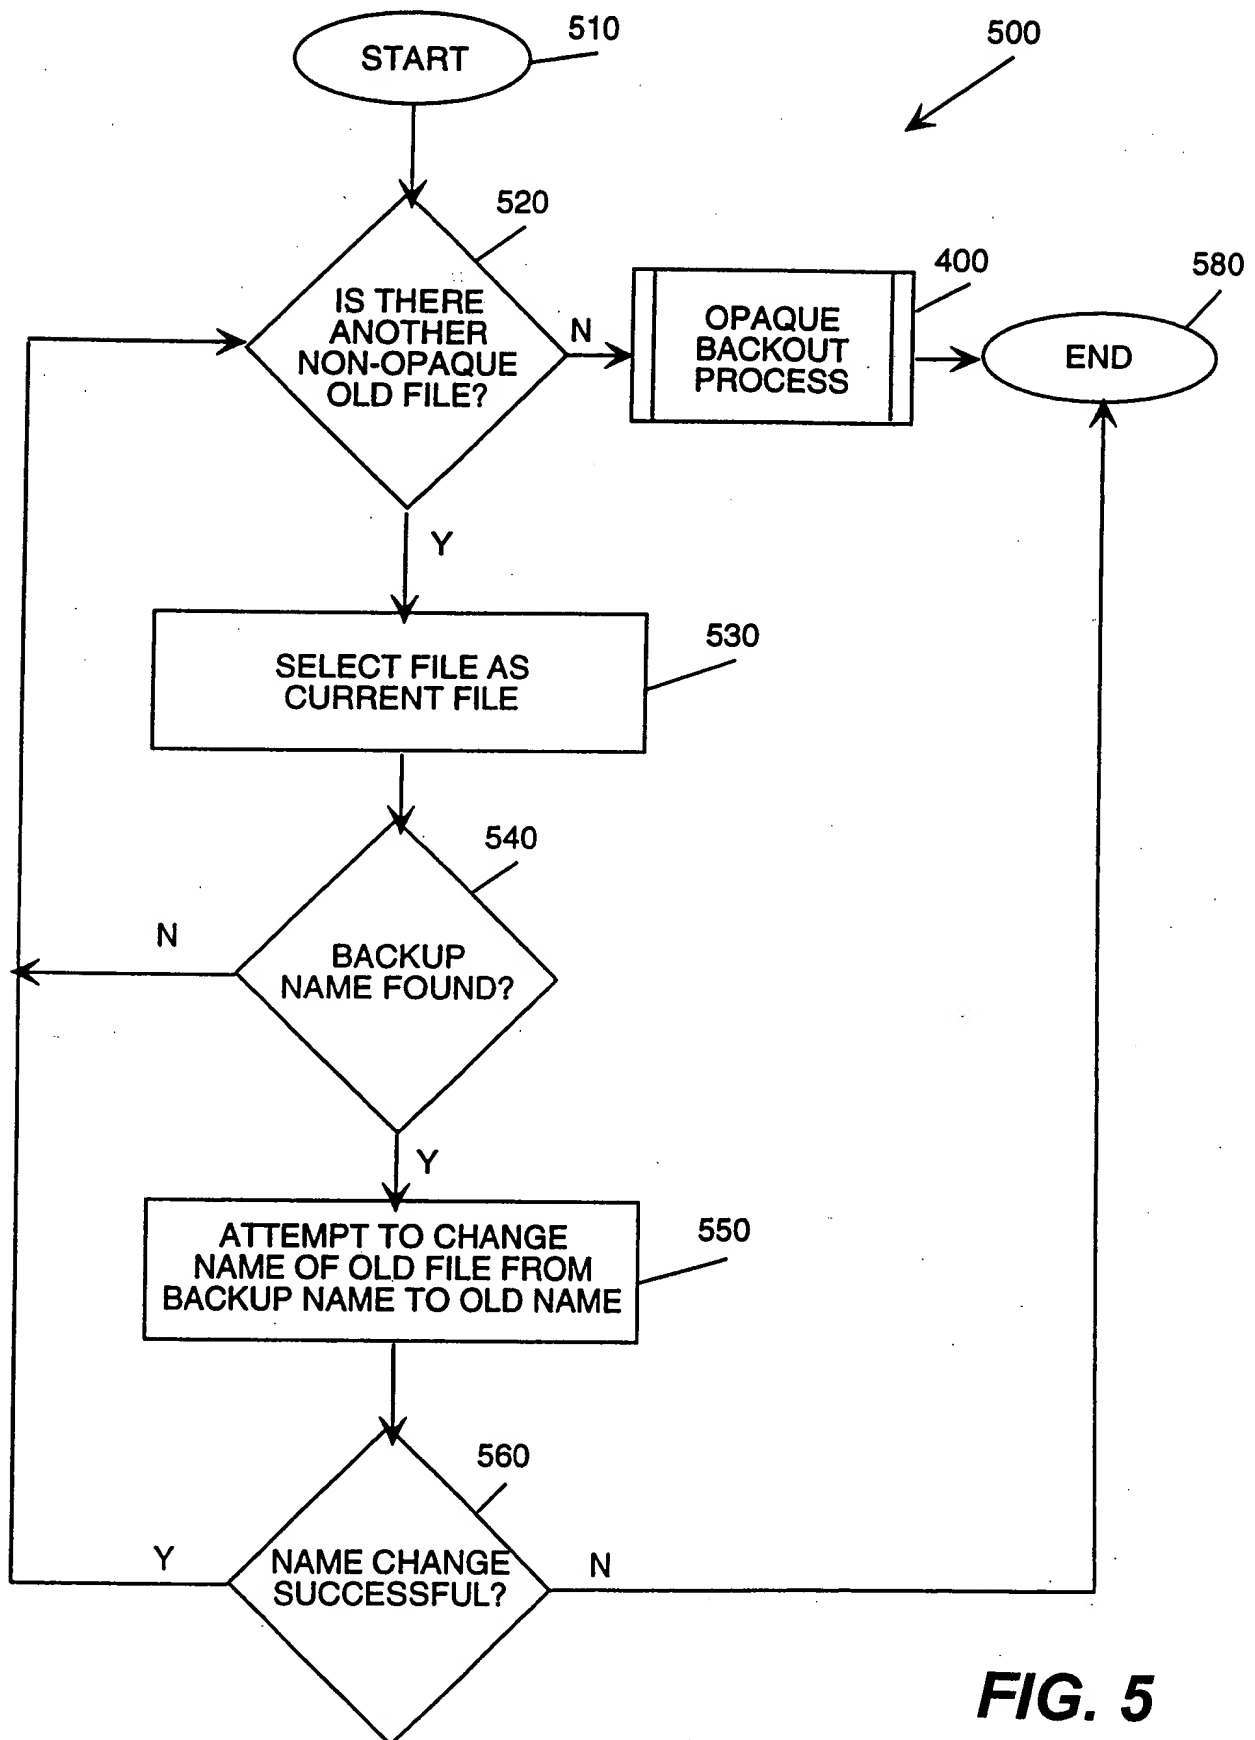 START
510
500
520
IS THERE
ANOTHER
NON-OPAQUE
OLD FILE?
N
400
OPAQUE
BACKOUT
PROCESS
580
END
Y
530
SELECT FILE AS
CURRENT FILE
540
N
BACKUP
NAME FOUND?
Y
550
ATTEMPT TO CHANGE
NAME OF OLD FILE FROM
BACKUP NAME TO OLD NAME
560
Y
NAME CHANGE
SUCCESSFUL?
N
FIG. 5